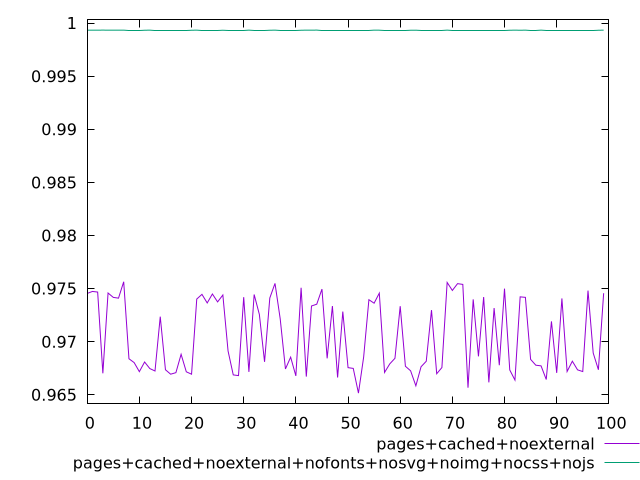 1
0.995
0.99
0.985
0.98
0.975
0.97
0.965
0 10 20 30 40 50 60 70 80 90 100
pages+cached+noexternal
pages+cached+noexternal+nofonts+nosvg+noimg+nocss+nojs